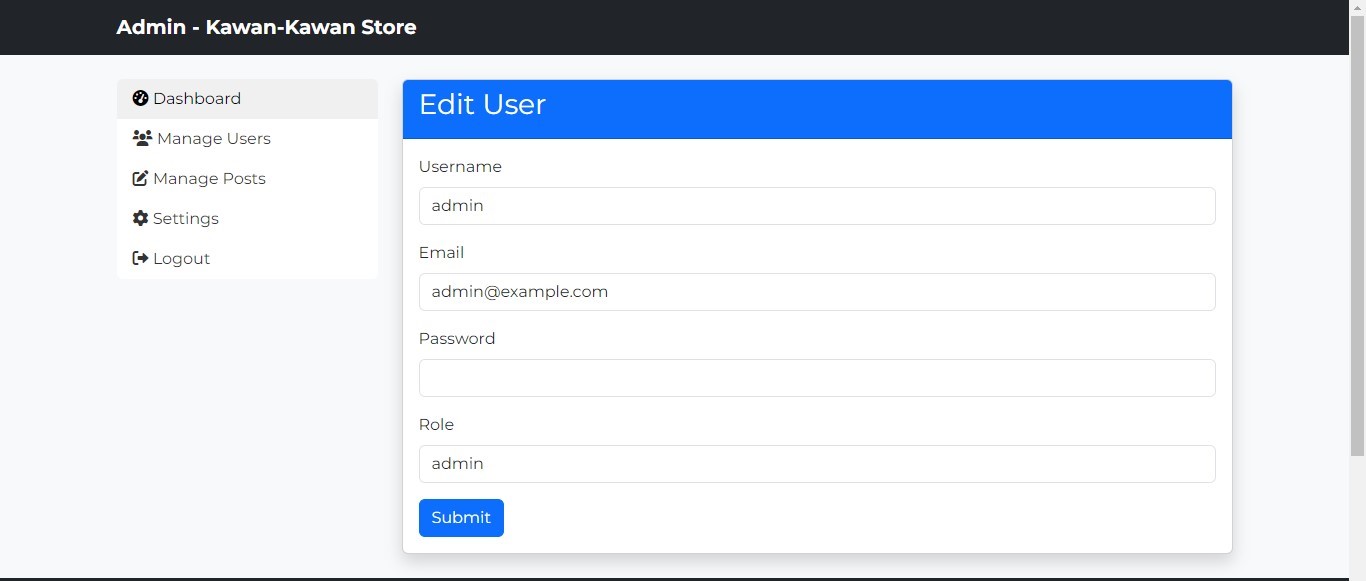 Admin - Kawan-Kawan Store
Dashboard
Manage Users
Manage Posts
Settings
Logout
Edit User
Username
admin
Email
admin@example.com
Password
Role
admin
Submit